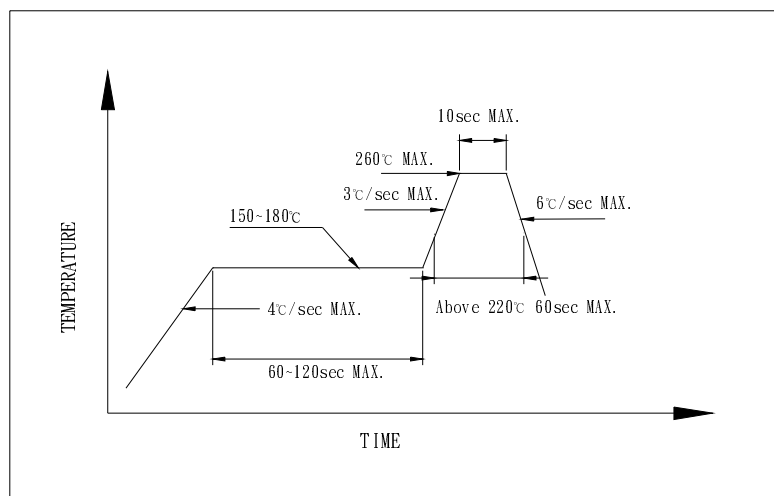 10sec MAX.
260℃ MAX.
3℃/sec MAX.
6℃/sec MAX.
150~180℃
TEMPERATURE
4℃/sec MAX.
Above 220℃ 60sec MAX.
60~120sec MAX.
TIME